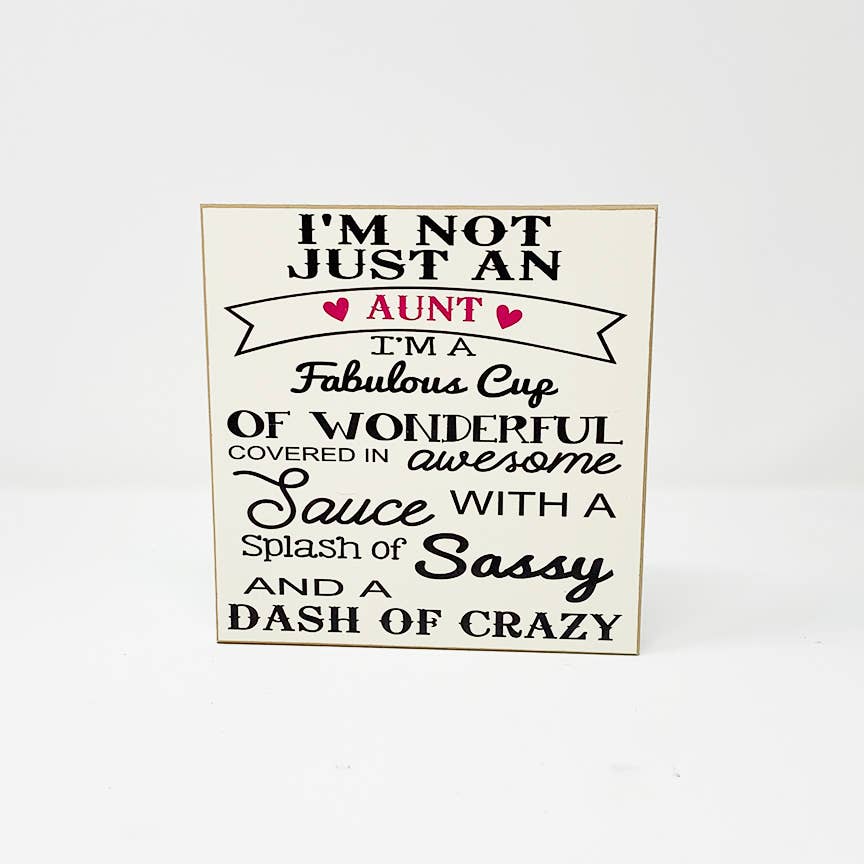 I'M NOT
JUST AN
AUNT
I'M A
Fabulous Cup
OF WONDERFUL
COVERED IN awesome
Sauce WITH A
Splash of Sassy
AND A
DASH OF CRAZY